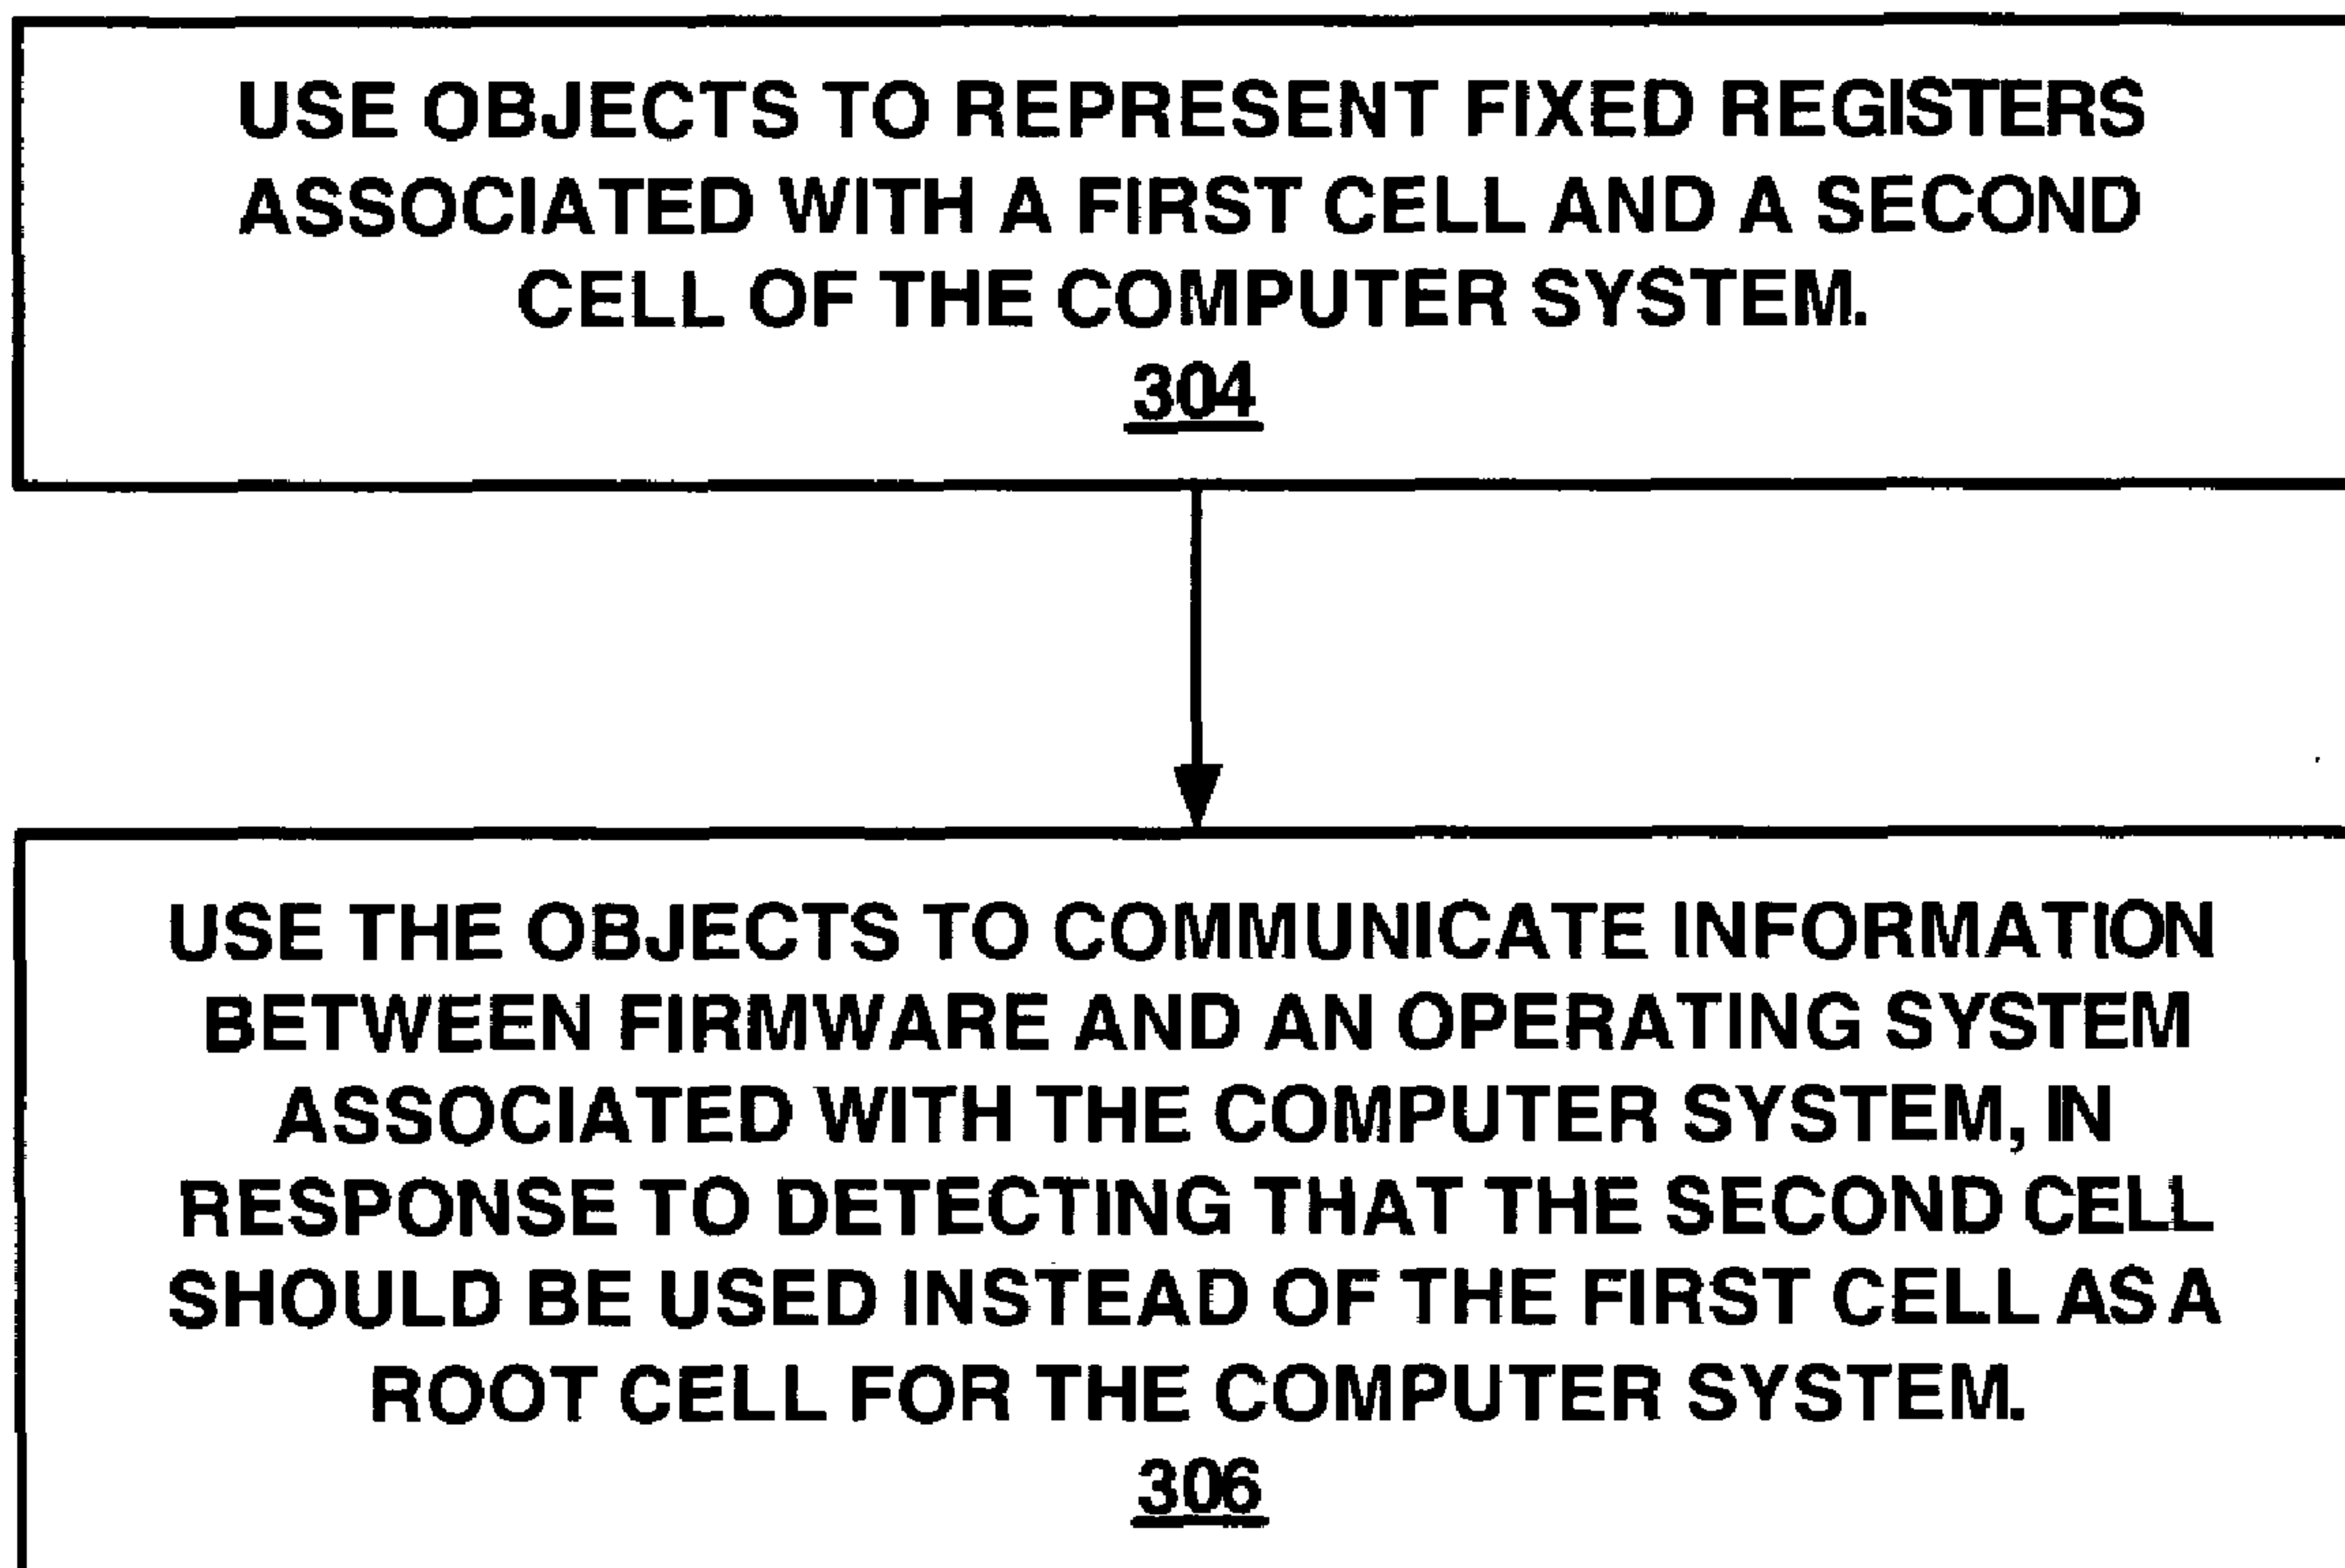 USE OBJECTS TO REPRESENT FIXED REGISTERS
ASSOCIATED WITH A FIRST CELL AND A SECOND
CELL OF THE COMPUTER SYSTEM.
304
USE THE OBJECTS TO COMMUNICATE INFORMATION
BETWEEN FIRMWARE AND AN OPERATING SYSTEM
ASSOCIATED WITH THE COMPUTER SYSTEM, IN
RESPONSE TO DETECTING THAT THE SECOND CELL
SHOULD BE USED INSTEAD OF THE FIRST CELL AS A
ROOT CELL FOR THE COMPUTER SYSTEM.
306